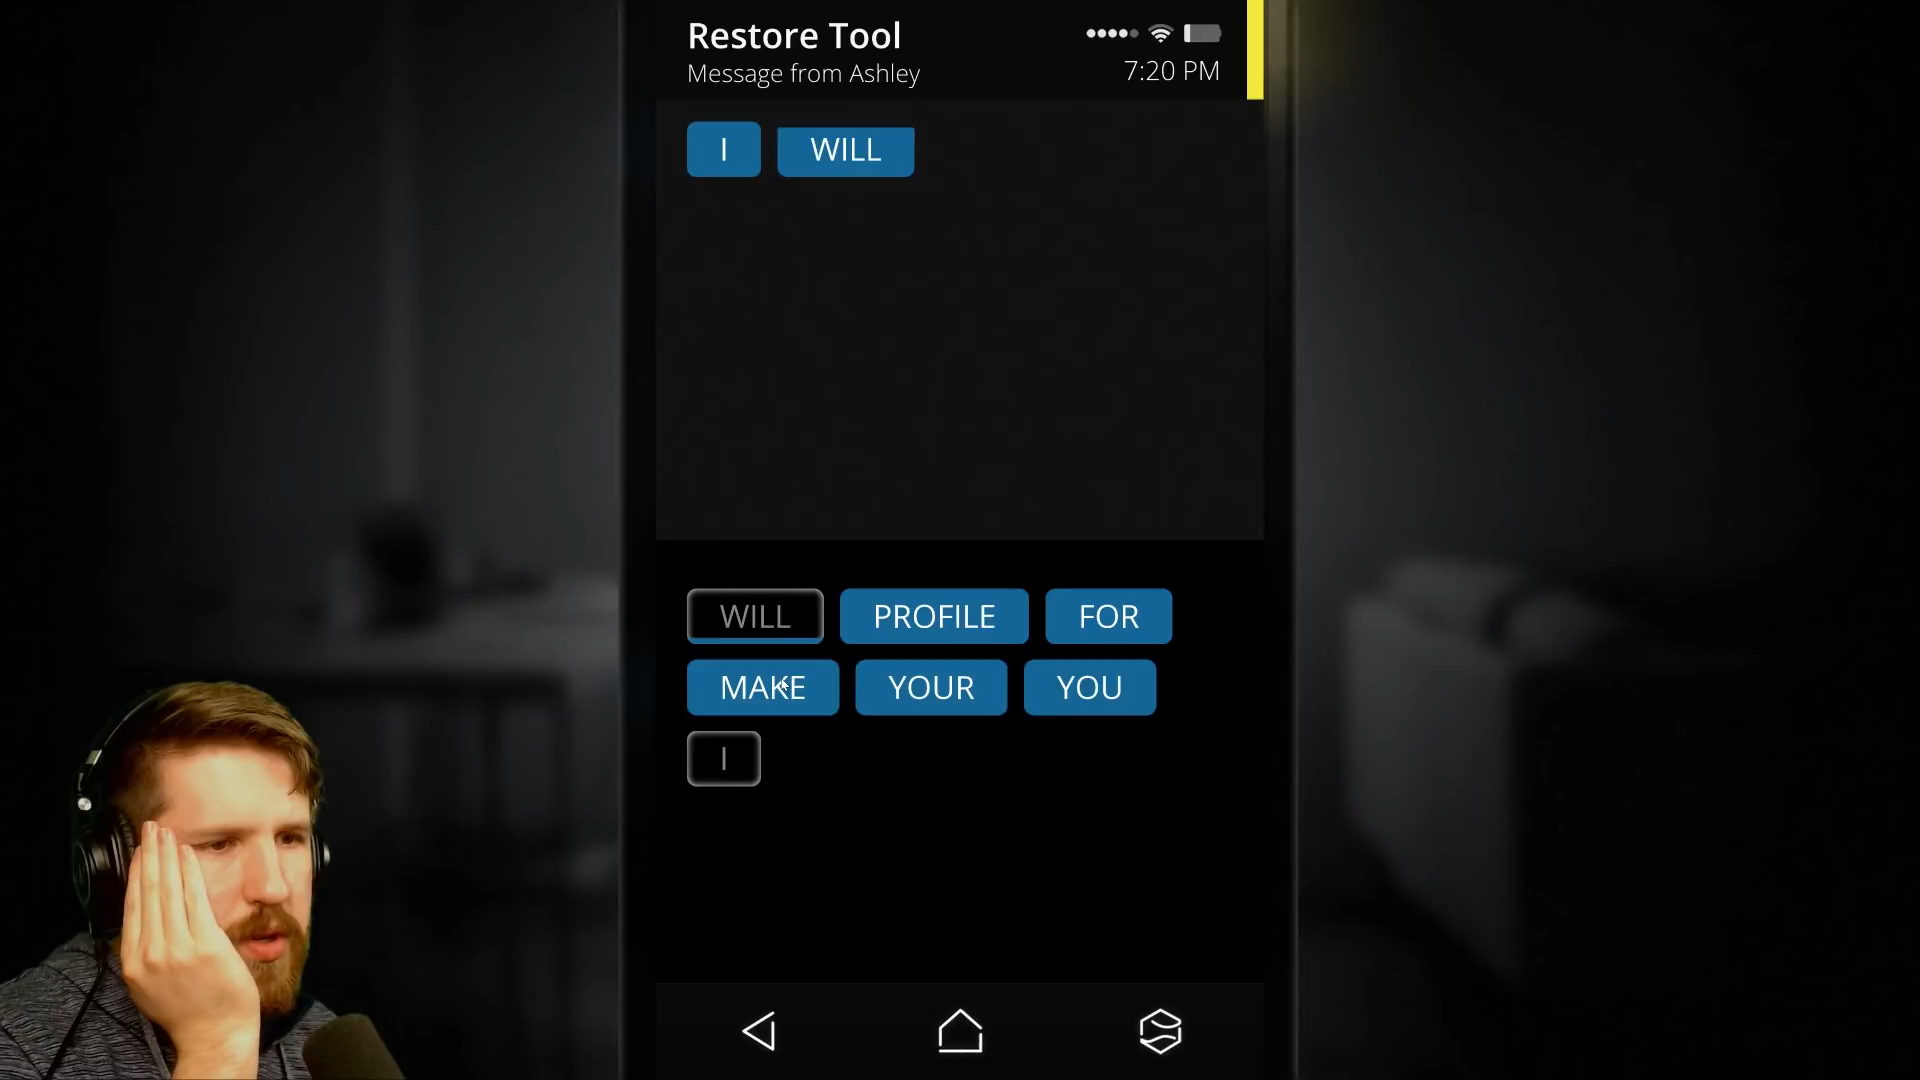 Restore Tool
Message from Ashley
7:20 PM
I WILL
WILL PROFILE FOR
MAKE YOUR YOU
I